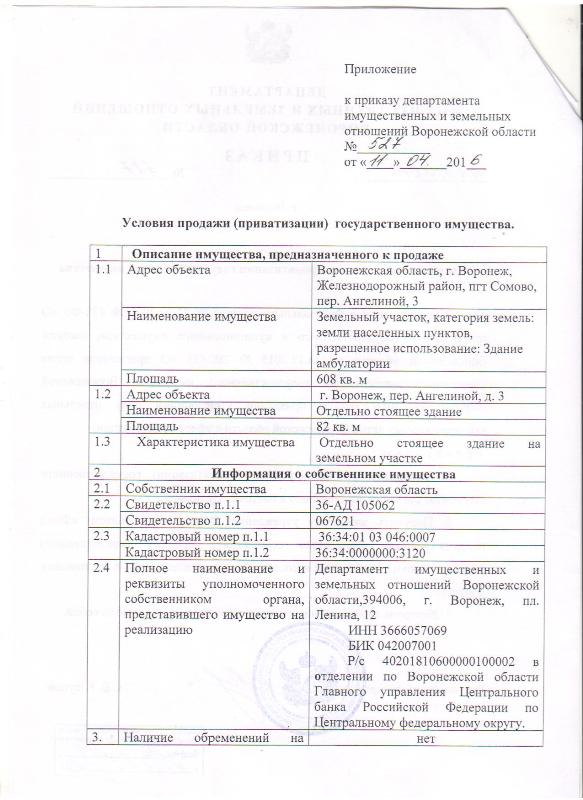 Приложение
к приказу департамента
имущественных и земельных
отношений Воронежской области
№ 527
от « 11 » 04. 2016
Условия продажи (приватизации) государственного имущества.
1 Описание имущества, предназначенного к продаже
1.1 Адрес объекта Воронежская область, г. Воронеж,
Железнодорожный район, пгт Сомово,
пер. Ангелиной, 3
Наименование имущества Земельный участок, категория земель:
земли населенных пунктов,
разрешенное использование: Здание
амбулатории
Площадь 608 кв. м
1.2 Адрес объекта г. Воронеж, пер. Ангелиной, д. 3
Наименование имущества Отдельно стоящее здание
Площадь 82 кв. м
1.3 Характеристика имущества Отдельно стоящее здание на
земельном участке
2 Информация о собственнике имущества
2.1 Собственник имущества Воронежская область
2.2 Свидетельство п.1.1 36-АД 105062
Свидетельство п.1.2 067621
2.3 Кадастровый номер п.1.1 36:34:01 03 046:0007
Кадастровый номер п.1.2 36:34:0000000:3120
2.4 Полное наименование и Департамент имущественных и
реквизиты уполномоченного земельных отношений Воронежской
собственником органа, области,394006, г. Воронеж, пл.
представившего имущество на Ленина, 12
реализацию ИНН 3666057069
БИК 042007001
Р/с 40201810600000100002 в
отделении по Воронежской области
Главного управления Центрального
банка Российской Федерации по
Центральному федеральному округу.
3. Наличие обременений на нет